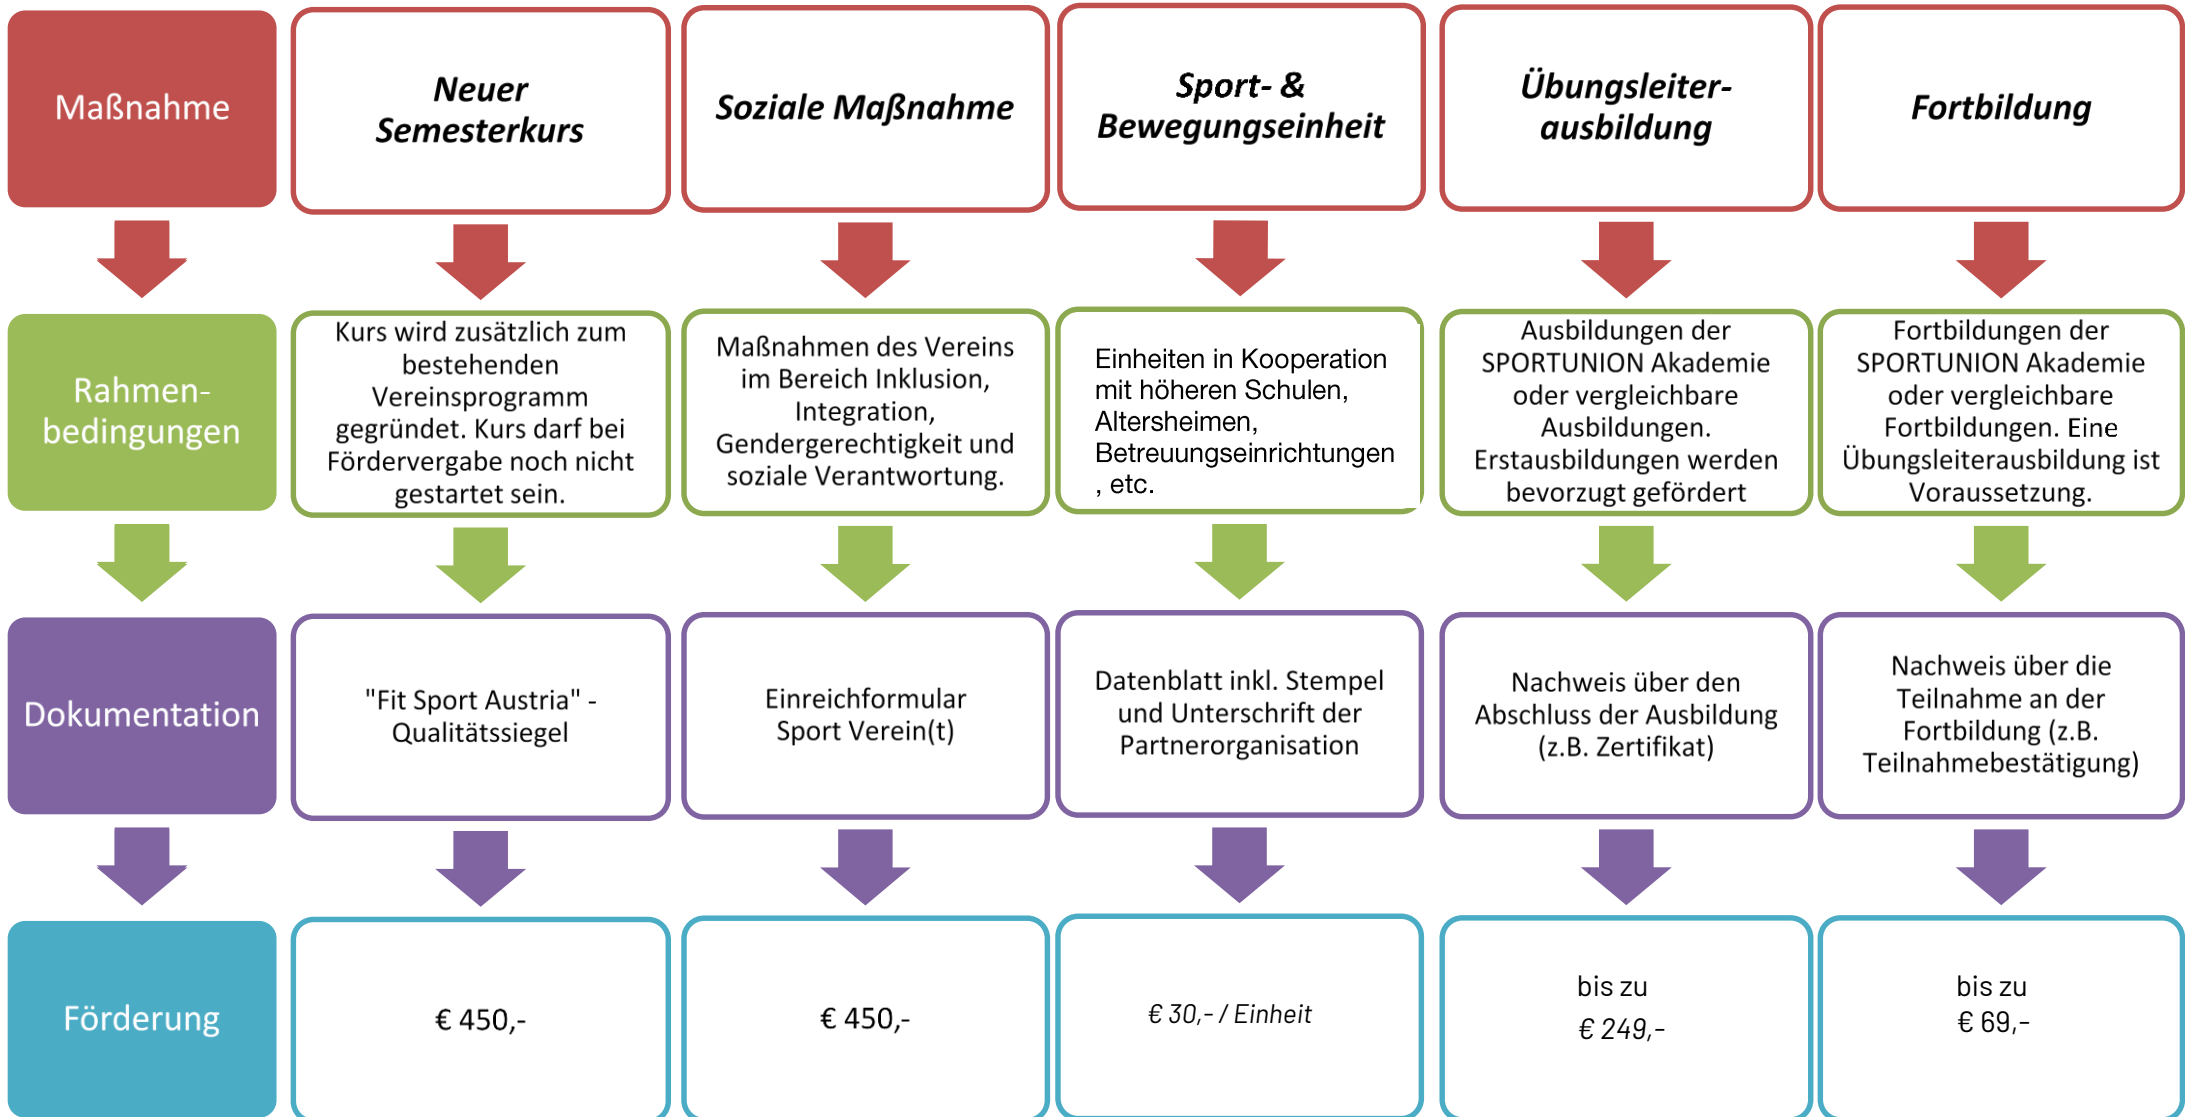 Maßnahme
Neuer
Semesterkurs
Soziale Maßnahme
Sport- &
Bewegungseinheit
Übungsleiter-
ausbildung
Fortbildung
Rahmen-
bedingungen
Kurs wird zusätzlich zum
bestehenden
Vereinsprogramm
gegründet. Kurs darf bei
Fördervergabe noch nicht
gestartet sein.
Maßnahmen des Vereins
im Bereich Inklusion,
Integration,
Gendergerechtigkeit und
soziale Verantwortung.
Einheiten in Kooperation
mit höheren Schulen,
Altersheimen,
Betreuungseinrichtungen
, etc.
Ausbildungen der
SPORTUNION Akademie
oder vergleichbare
Ausbildungen.
Erstausbildungen werden
bevorzugt gefördert
Fortbildungen der
SPORTUNION Akademie
oder vergleichbare
Fortbildungen. Eine
Übungsleiterausbildung ist
Voraussetzung.
Dokumentation
"Fit Sport Austria" -
Qualitätssiegel
Einreichformular
Sport Verein(t)
Datenblatt inkl. Stempel
und Unterschrift der
Partnerorganisation
Nachweis über den
Abschluss der Ausbildung
(z.B. Zertifikat)
Nachweis über die
Teilnahme an der
Fortbildung (z.B.
Teilnahmebestätigung)
Förderung
€ 450,-
€ 450,-
€ 30,- / Einheit
bis zu
€ 249,-
bis zu
€ 69,-